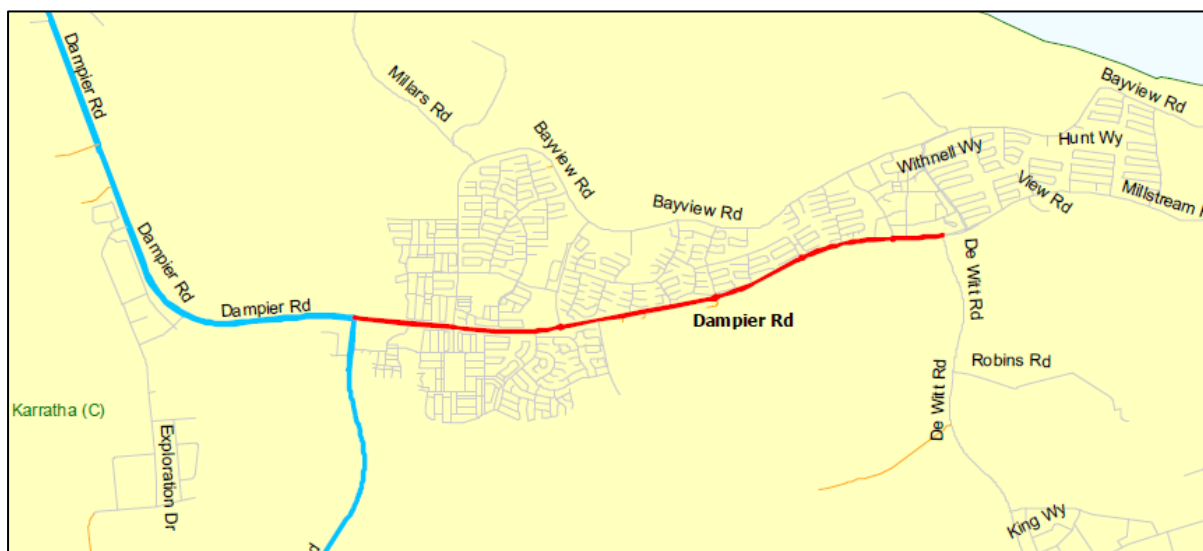 Dampier Rd
Millars Rd
Bayview Rd
Bayview Rd
Hunt Wy
Withnell Wy
View Rd
Millstream
Bayview Rd
Dampier Rd
Dampier Rd
De Witt Rd
Dampier Rd
Robins Rd
De Witt Rd
Karratha (C)
Exploration Dr
King Wy